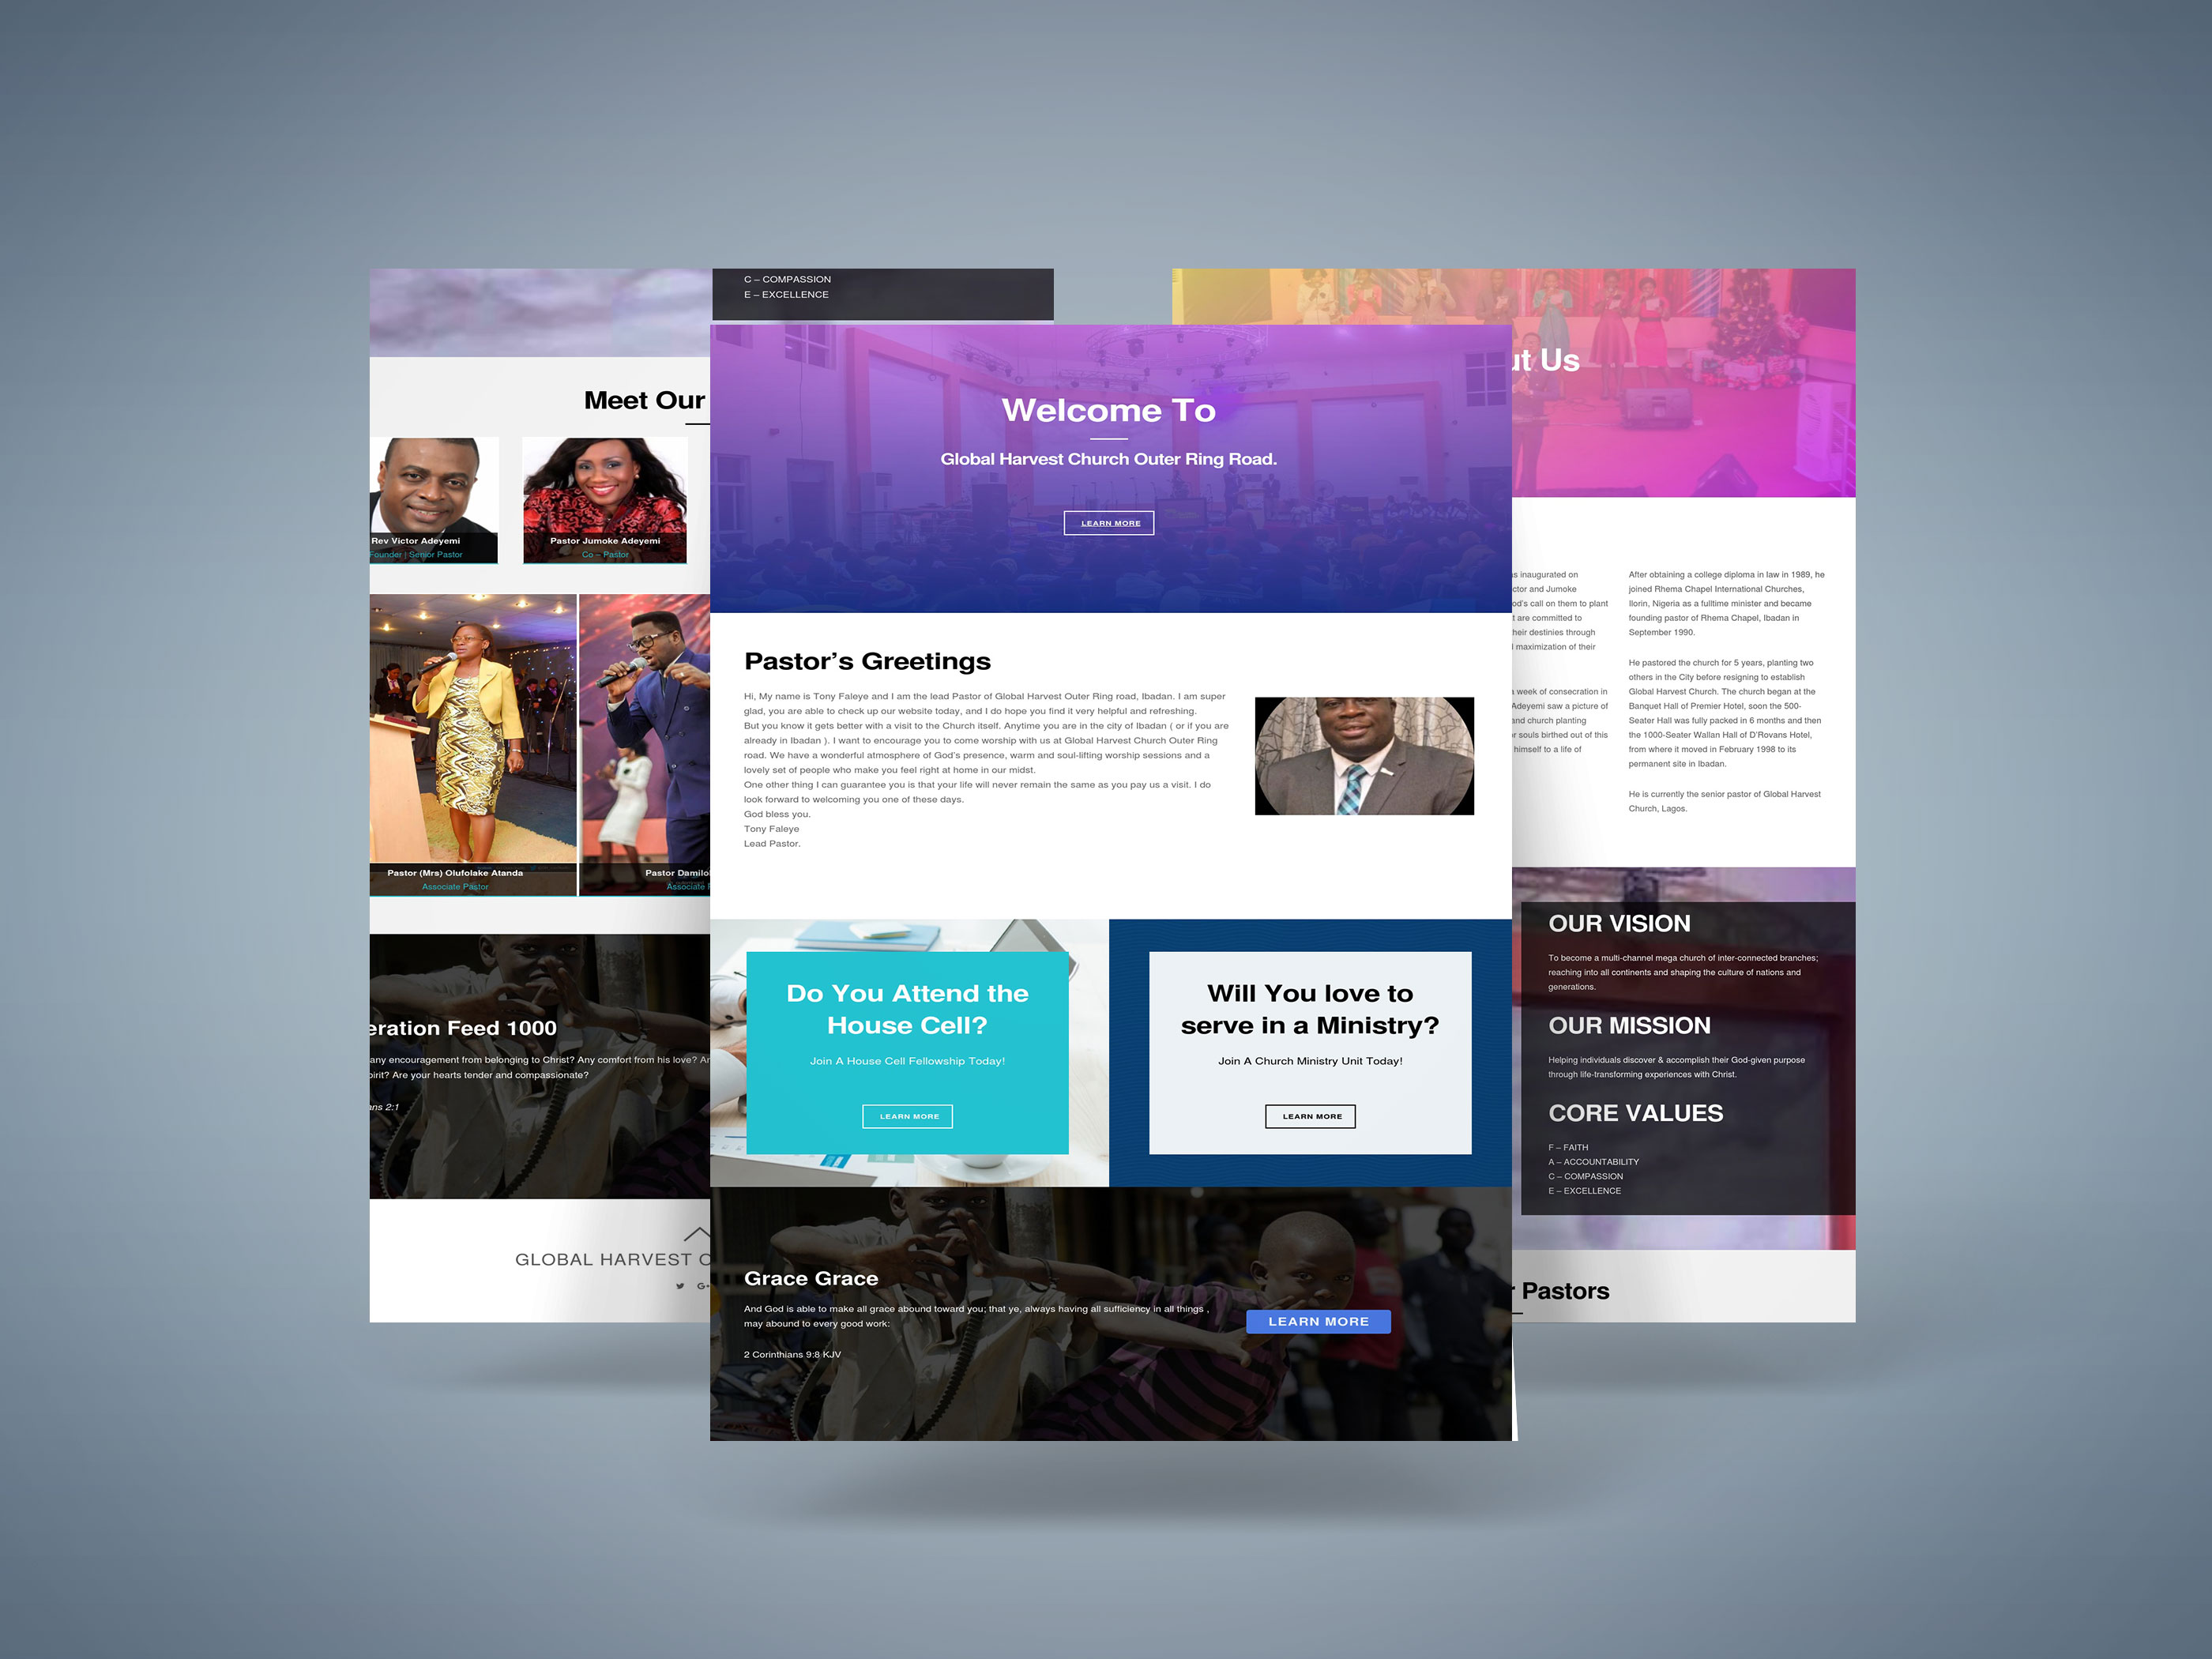 C – COMPASSION
E – EXCELLENCE
Meet Our
Rev Victor Adeyemi
Founder | Senior Pastor
Pastor Jumoke Adeyemi
Co – Pastor
Pastor (Mrs) Olufolake Atanda
Associate Pastor
Pastor
Associate
Feed 1000
any encouragement from belonging to Christ? Any comfort from his love?
Are your hearts tender and compassionate?
2:1
GLOBAL HARVEST
Welcome To
Global Harvest Church Outer Ring Road.
LEARN MORE
Pastor’s Greetings
Hi, My name is Tony Faleye and I am the lead Pastor of Global Harvest Outer Ring road, Ibadan. I am super
glad, you are able to check up our website today, and I do hope you find it very helpful and refreshing.
But you know it gets better with a visit to the Church itself. Anytime you are in the city of Ibadan ( or if you are
already in Ibadan ). I want to encourage you to come worship with us at Global Harvest Church Outer Ring
road. We have a wonderful atmosphere of God’s presence, warm and soul-lifting worship sessions and a
lovely set of people who make you feel right at home in our midst.
One other thing I can guarantee you is that your life will never remain the same as you pay us a visit. I do
look forward to welcoming you one of these days.
God bless you.
Tony Faleye
Lead Pastor.
Do You Attend the
House Cell?
Join A House Cell Fellowship Today!
LEARN MORE
Will You love to
serve in a Ministry?
Join A Church Ministry Unit Today!
LEARN MORE
Grace Grace
And God is able to make all grace abound toward you; that ye, always having all sufficiency in all things ,
may abound to every good work:
2 Corinthians 9:8 KJV
LEARN MORE
Us
inaugurated on
and Jumoke
call on them to plant
are committed to
destinies through
maximization of their
week of consecration in
Adeyemi saw a picture of
and church planting
souls birthed out of this
himself to a life of
After obtaining a college diploma in law in 1989, he
joined Rhema Chapel International Churches,
Ilorin, Nigeria as a fulltime minister and became
founding pastor of Rhema Chapel, Ibadan in
September 1990.
He pastored the church for 5 years, planting two
others in the City before resigning to establish
Global Harvest Church. The church began at the
Banquet Hall of Premier Hotel, soon the 500-
Seater Hall was fully packed in 6 months and then
the 1000-Seater Wallan Hall of D’Rovans Hotel,
from where it moved in February 1998 to its
permanent site in Ibadan.
He is currently the senior pastor of Global Harvest
Church, Lagos.
OUR VISION
To become a multi-channel mega church of inter-connected branches;
reaching into all continents and shaping the culture of nations and
generations.
OUR MISSION
Helping individuals discover & accomplish their God-given purpose
through life-transforming experiences with Christ.
CORE VALUES
F – FAITH
A – ACCOUNTABILITY
C – COMPASSION
E – EXCELLENCE
Pastors